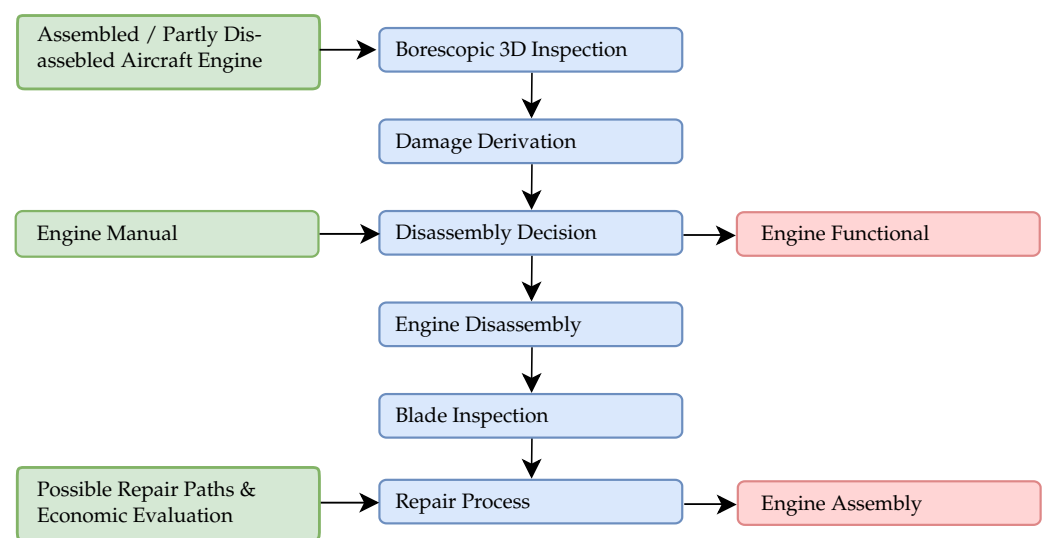 Assembled / Partly Dis-
assebled Aircraft Engine
Borescopic 3D Inspection
Damage Derivation
Engine Manual
Disassembly Decision
Engine Functional
Engine Disassembly
Blade Inspection
Possible Repair Paths &
Economic Evaluation
Repair Process
Engine Assembly